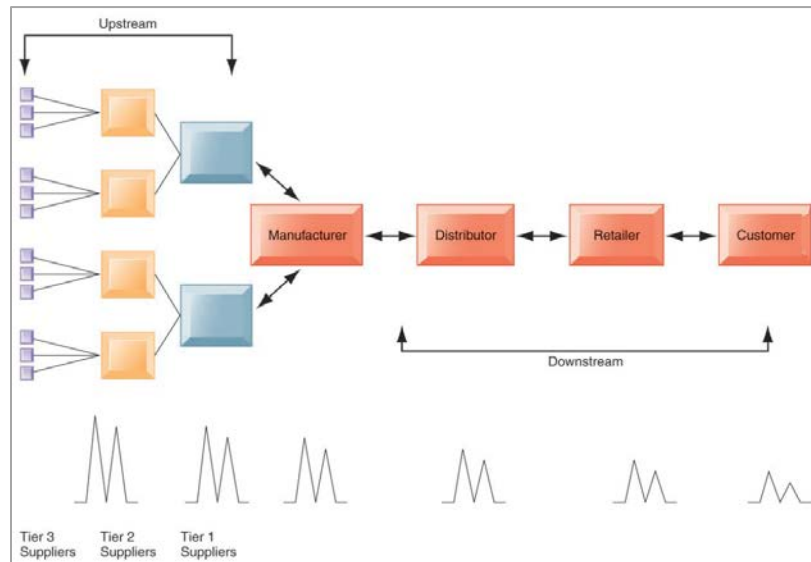 Upstream
Manufacturer
Distributor
Retailer
Customer
Downstream
Tier 3
Suppliers
Tier 2
Suppliers
Tier 1
Suppliers